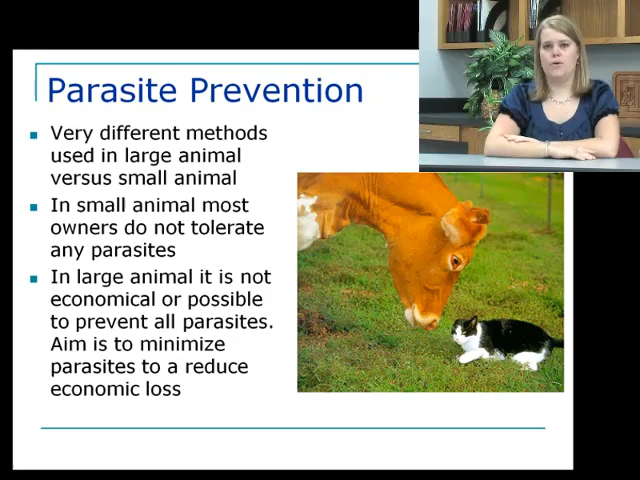 Parasite Prevention
Very different methods
used in large animal
versus small animal
In small animal most
owners do not tolerate
any parasites
In large animal it is not
economical or possible
to prevent all parasites.
Aim is to minimize
parasites to a reduce
economic loss